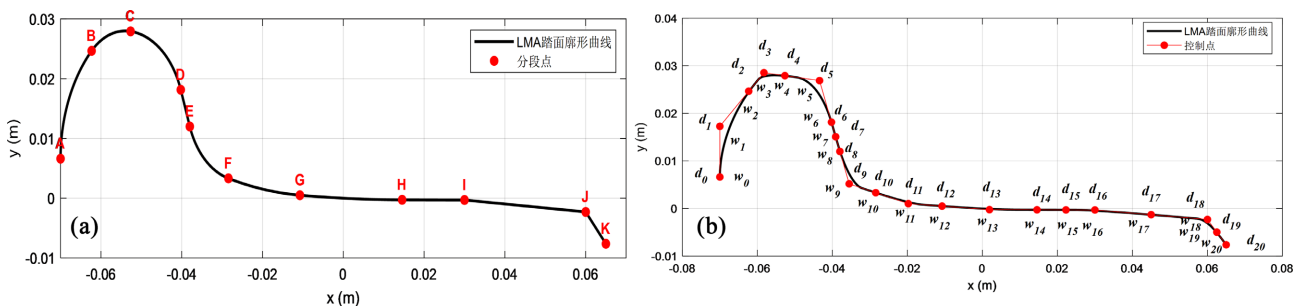 0.03
0.02
0.01
0
-0.01
y (m)
-0.06
-0.04
-0.02
0
0.02
0.04
0.06
x (m)
A
B
C
D
E
F
G
H
I
J
K
LMA踏面廓形曲线
分段点
(a)
0.04
0.03
0.02
0.01
0
-0.01
y (m)
-0.08
-0.06
-0.04
-0.02
0
0.02
0.04
0.06
0.08
x (m)
LMA踏面廓形曲线
控制点
d0
d1
d2
d3
d4
d5
d6
d7
d8
d9
d10
d11
d12
d13
d14
d15
d16
d17
d18
d19
d20
w0
w1
w2
w3
w4
w5
w6
w7
w8
w9
w10
w11
w12
w13
w14
w15
w16
w17
w18
w19
w20
(b)